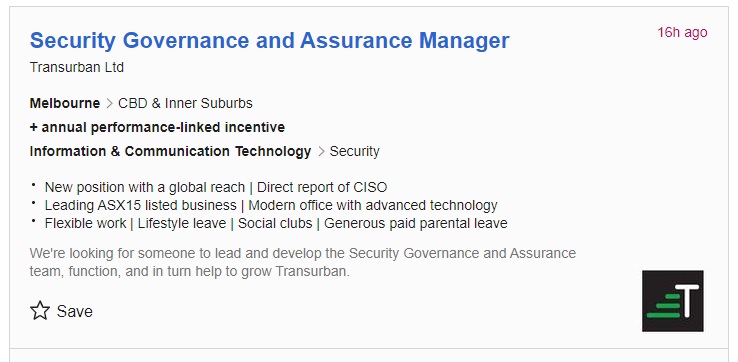 Security Governance and Assurance Manager
16h ago
Transurban Ltd
Melbourne > CBD & Inner Suburbs
+ annual performance-linked incentive
Information & Communication Technology > Security
• New position with a global reach | Direct report of CISO
• Leading ASX15 listed business | Modern office with advanced technology
• Flexible work | Lifestyle leave | Social clubs | Generous paid parental leave
We're looking for someone to lead and develop the Security Governance and Assurance
team, function, and in turn help to grow Transurban.
Save
T